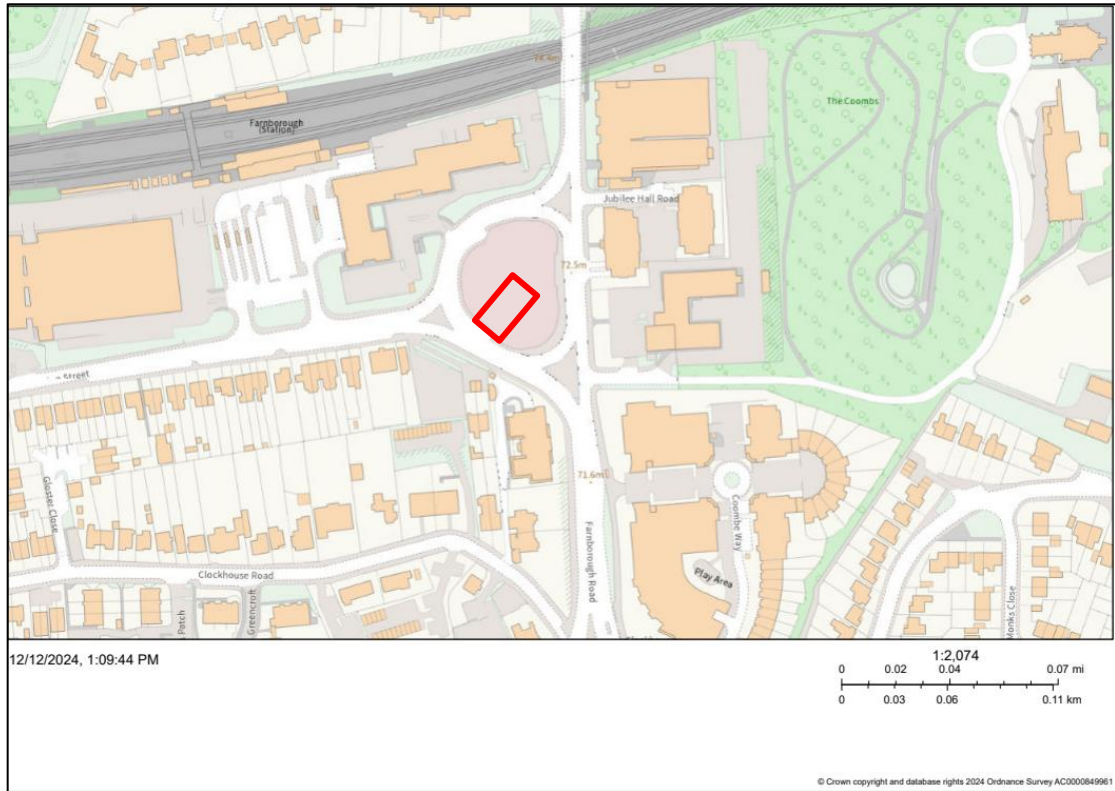 74.4m
Farnborough
(Station)
The Coombs
Jubilee Hall Road
72.5m
Street
71.6m
Gloster Close
Coombe Way
Farnborough Road
Play Area
Clockhouse Road
Patch
Greencroft
Monks Close
12/12/2024, 1:09:44 PM
1:2,074
0 0.02 0.04 0.07 mi
0 0.03 0.06 0.11 km
© Crown copyright and database rights 2024 Ordnance Survey AC0000849961